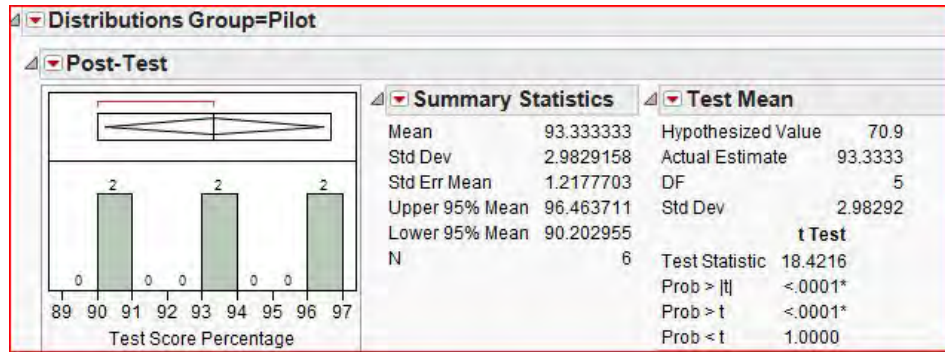 Distributions Group=Pilot
Post-Test
2 2 2
0 0 0 0 0
89 90 91 92 93 94 95 96 97
Test Score Percentage
Summary Statistics
Mean 93.333333
Std Dev 2.9829158
Std Err Mean 1.2177703
Upper 95% Mean 96.463711
Lower 95% Mean 90.202955
N 6
Test Mean
Hypothesized Value 70.9
Actual Estimate 93.3333
DF 5
Std Dev 2.98292
t Test
Test Statistic 18.4216
Prob > |t| <.0001*
Prob > t <.0001*
Prob < t 1.0000